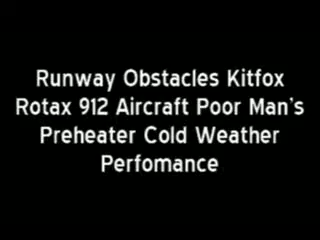 Runway Obstacles Kitfox
Rotax 912 Aircraft Poor Man's
Preheater Cold Weather
Perfomance